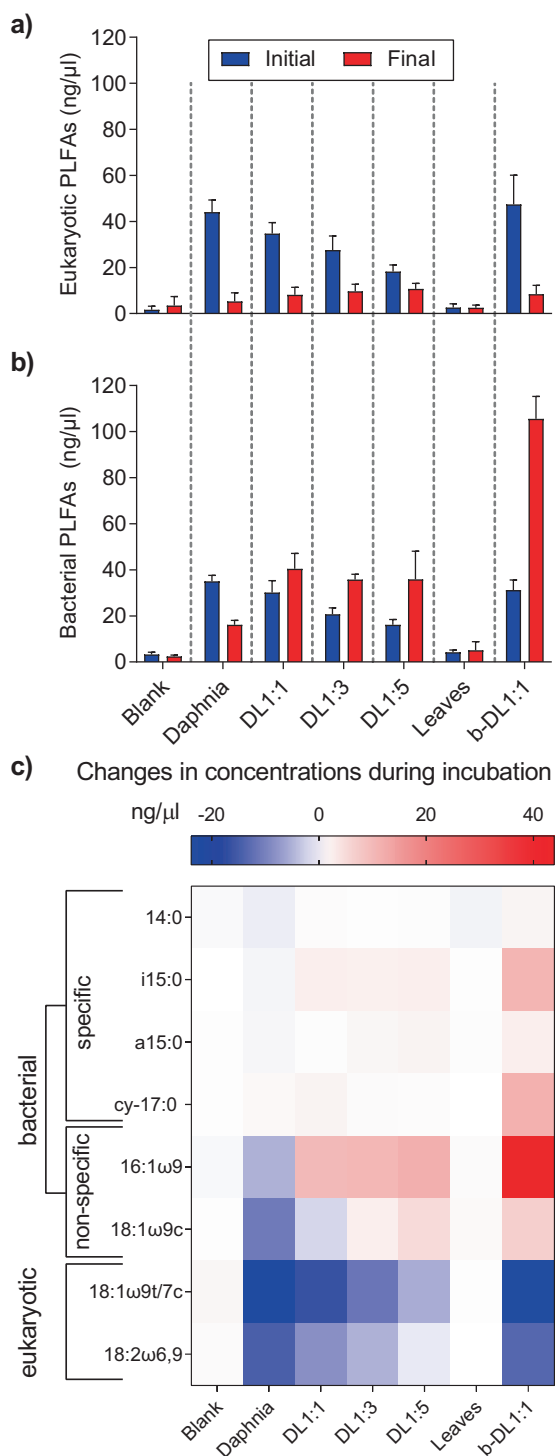 a)
Eukaryotic PLFAs (ng/µl)
120
100
80
60
40
20
0
Initial
Final
b)
Bacterial PLFAs (ng/µl)
120
100
80
60
40
20
0
Blank
Daphnia
DL1:1
DL1:3
DL1:5
Leaves
b-DL1:1
c) Changes in concentrations during incubation
ng/µl
-20
0
20
40
bacterial
specific
14:0
i15:0
a15:0
cy-17:0
non-specific
16:1ω9
18:1ω9c
eukaryotic
18:1ω9t/7c
18:2ω6,9
Blank
Daphnia
DL1:1
DL1:3
DL1:5
Leaves
b-DL1:1